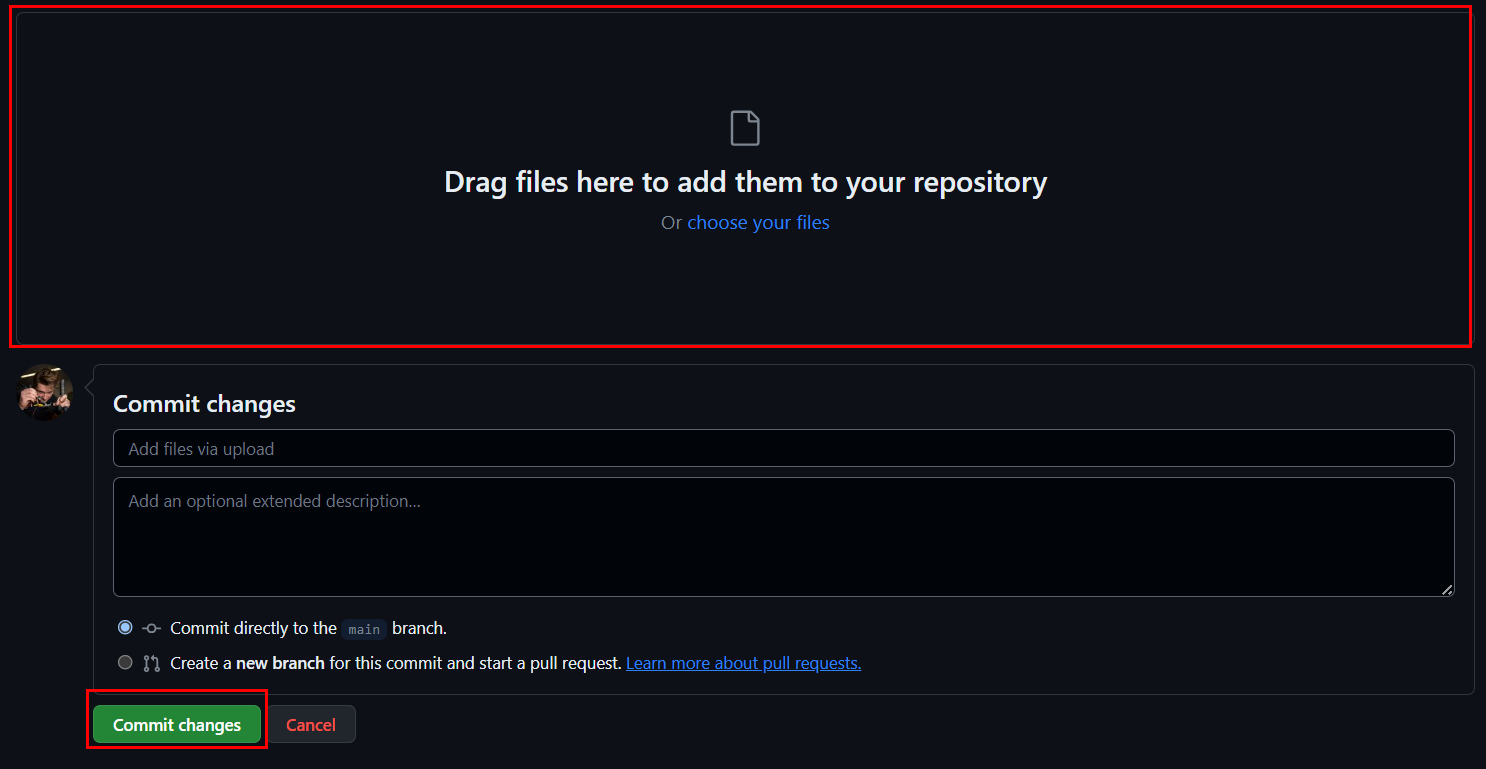 Drag files here to add them to your repository
Or choose your files
Commit changes
Add files via upload
Add an optional extended description...
Commit directly to the main branch.
Create a new branch for this commit and start a pull request. Learn more about pull requests.
Commit changes Cancel